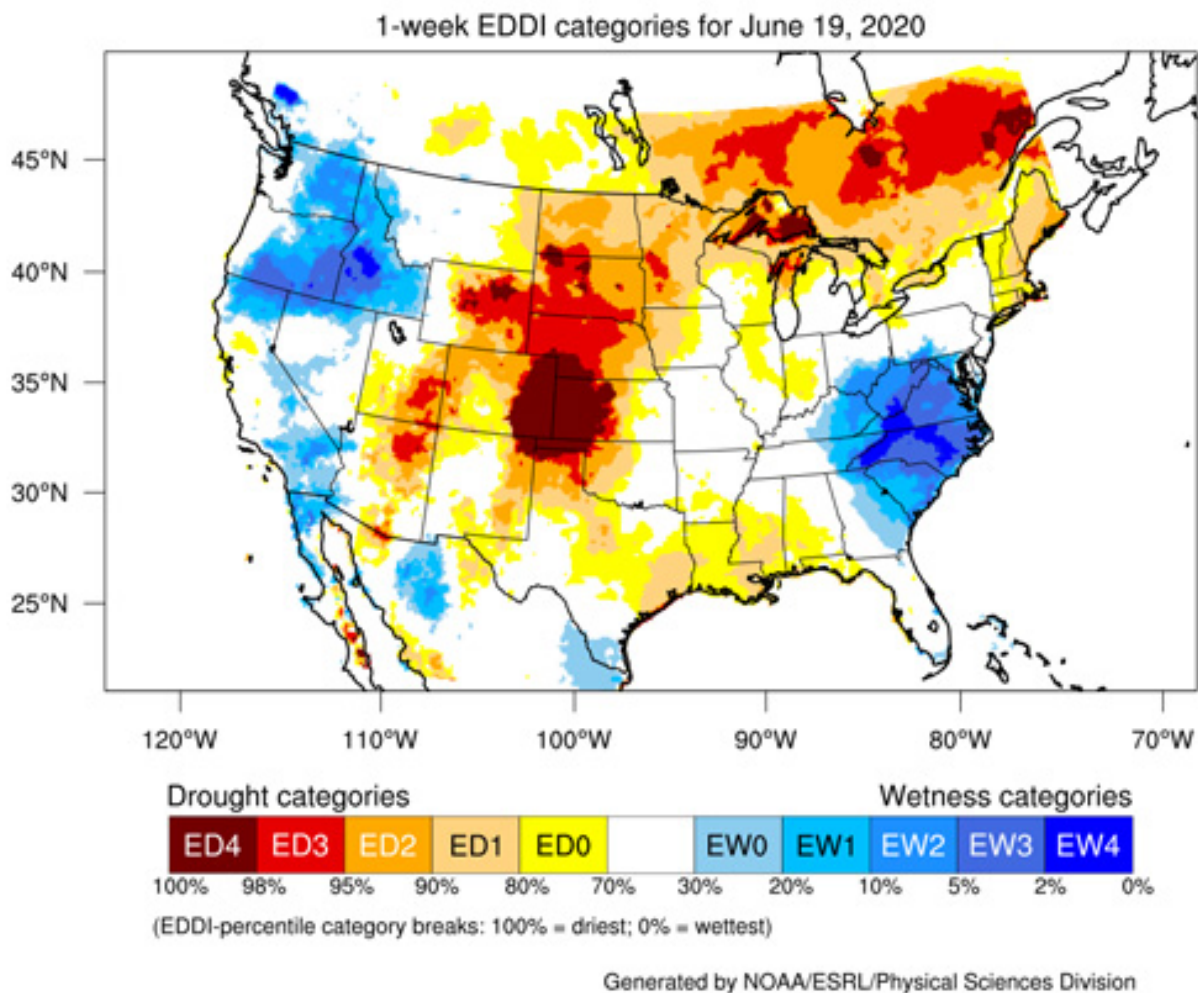 1-week EDDI categories for June 19, 2020
45°N
40°N
35°N
30°N
25°N
120°W 110°W 100°W 90°W 80°W 70°W
Drought categories Wetness categories
ED4 ED3 ED2 ED1 ED0 EW0 EW1 EW2 EW3 EW4
100% 98% 95% 90% 80% 70% 30% 20% 10% 5% 2% 0%
(EDDI-percentile category breaks: 100% = driest; 0% = wettest)
Generated by NOAA/ESRL/Physical Sciences Division